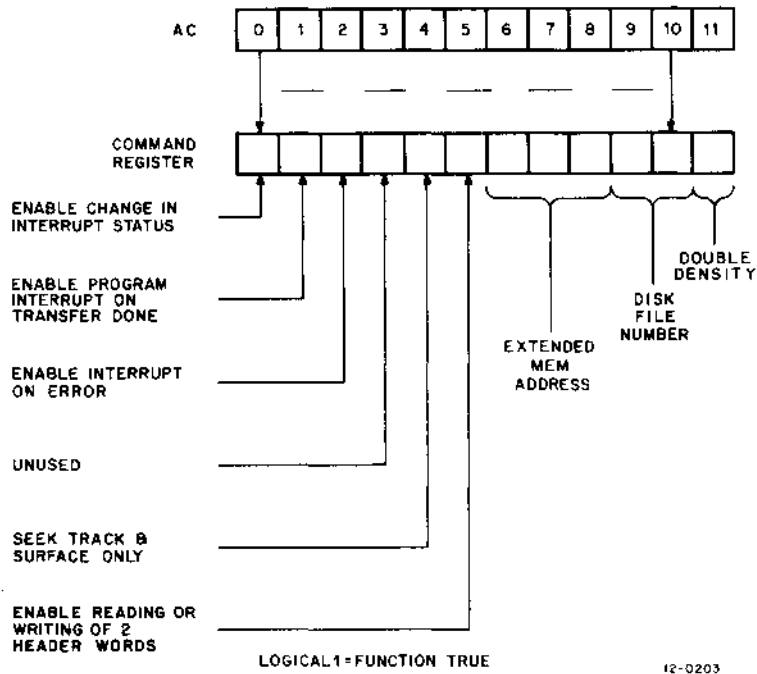 AC 0 1 2 3 4 5 6 7 8 9 10 11
COMMAND
REGISTER
ENABLE CHANGE IN
INTERRUPT STATUS
ENABLE PROGRAM
INTERRUPT ON
TRANSFER DONE
ENABLE INTERRUPT
ON ERROR
UNUSED
SEEK TRACK &
SURFACE ONLY
ENABLE READING OR
WRITING OF 2
HEADER WORDS
EXTENDED
MEM
ADDRESS
DISK
FILE
NUMBER
DOUBLE
DENSITY
LOGICAL 1=FUNCTION TRUE
12-0203